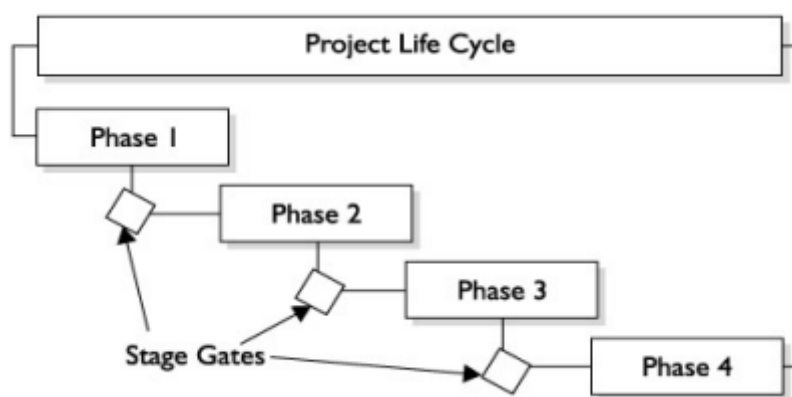 Project Life Cycle
Phase 1
Phase 2
Phase 3
Stage Gates
Phase 4